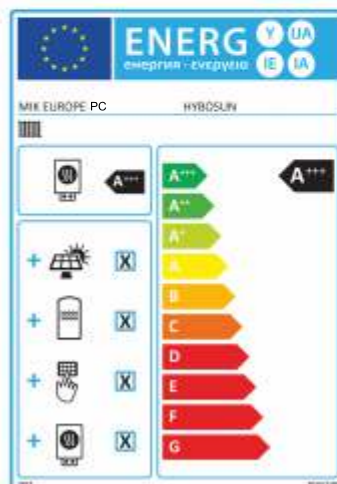 ENERG Y UA
енергия · ενεργεια IE IA
MIK EUROPE PC HYBOSUN
A+++
A+++ A+++
A++
A+
A
B
+ X
+ X
C
D
+ X
E
F
+ X
G